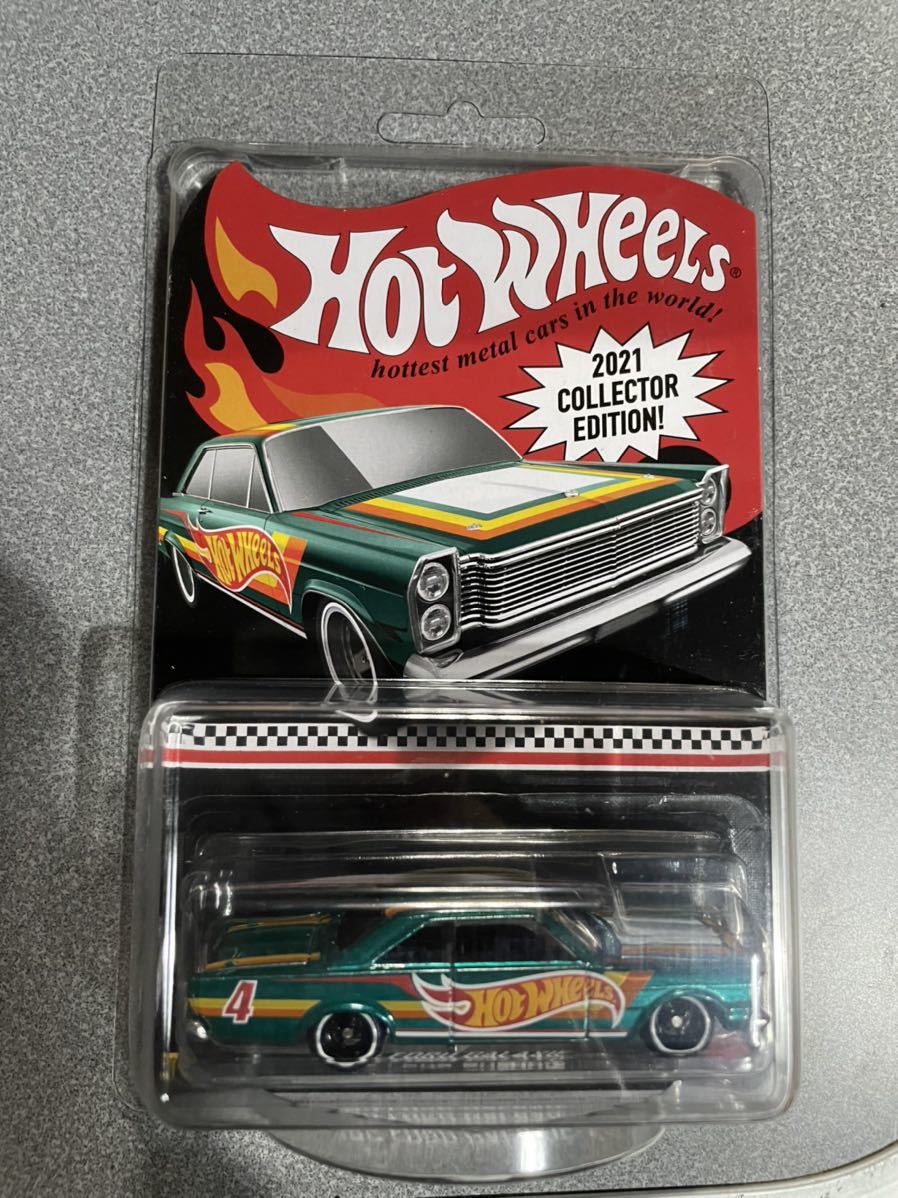 HOT WHEELS®
hottest metal cars in the world!
2021
COLLECTOR
EDITION!
HOT WHEELS
4
HOT WHEELS